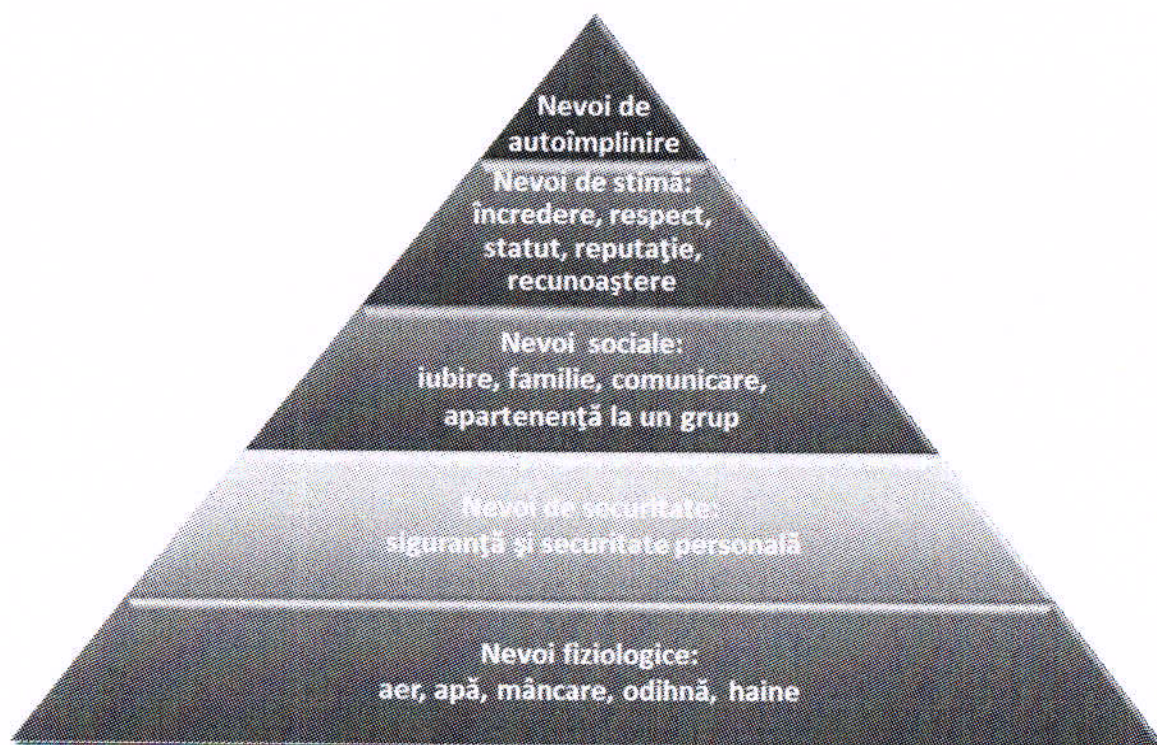 Nevoi de
autoîmplinire
Nevoi de stimă:
încredere, respect,
statut, reputaţie,
recunoaştere
Nevoi sociale:
iubire, familie, comunicare,
apartenenţă la un grup
Nevoi de securitate:
siguranţă şi securitate personală
Nevoi fiziologice:
aer, apă, mâncare, odihnă, haine